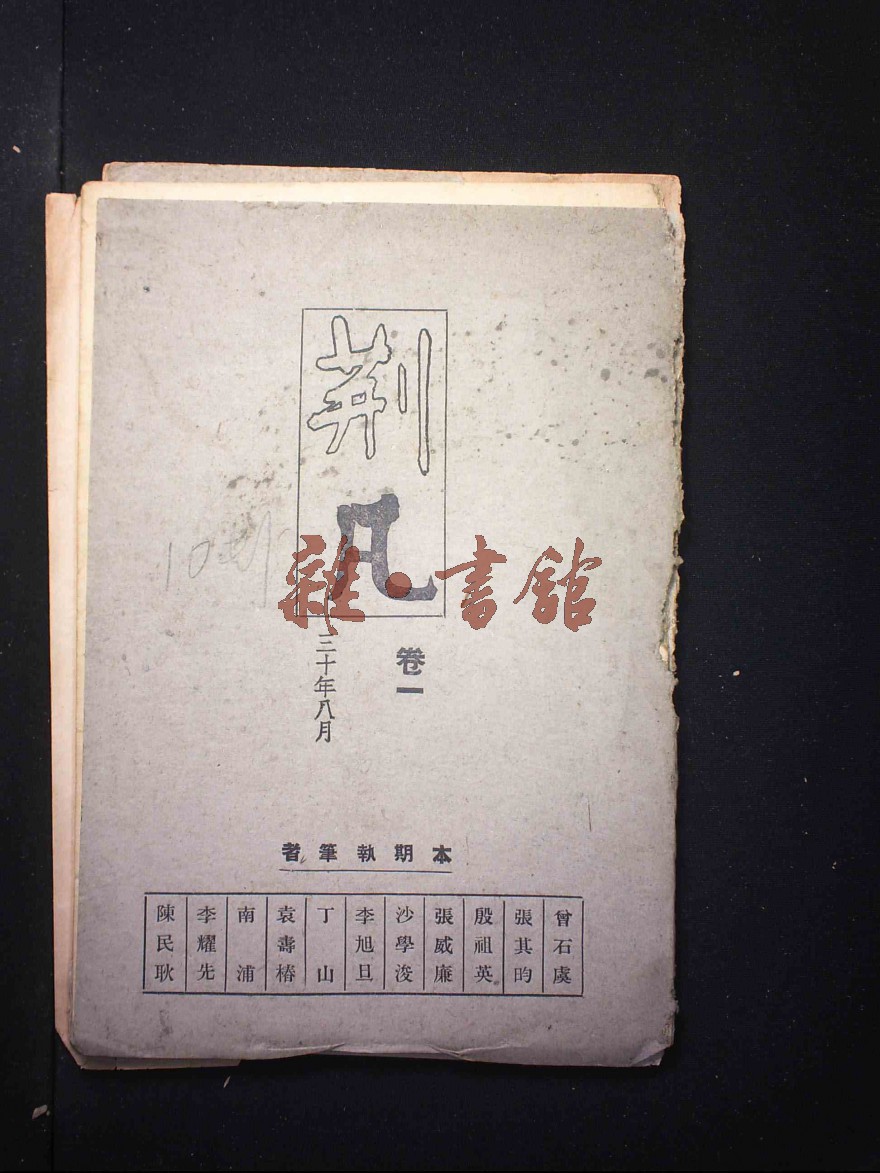 荆凡
卷一
三十年八月
雜·書館
本期執筆者
曾石虞
張其昀
殷祖英
張威廉
沙學浚
李旭旦
丁山
袁壽椿
南浦
李耀先
陳民耿